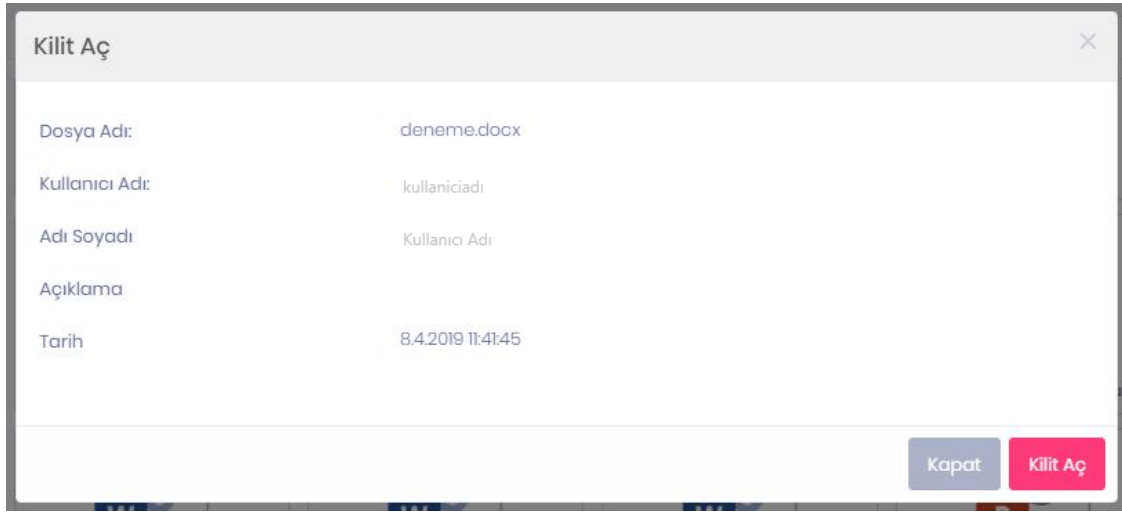 Kilit Aç
Dosya Adı: deneme.docx
Kullanıcı Adı: kullaniciadı
Adı Soyadı Kullanıcı Adı
Açıklama
Tarih 8.4.2019 11:41:45
Kapat Kilit Aç